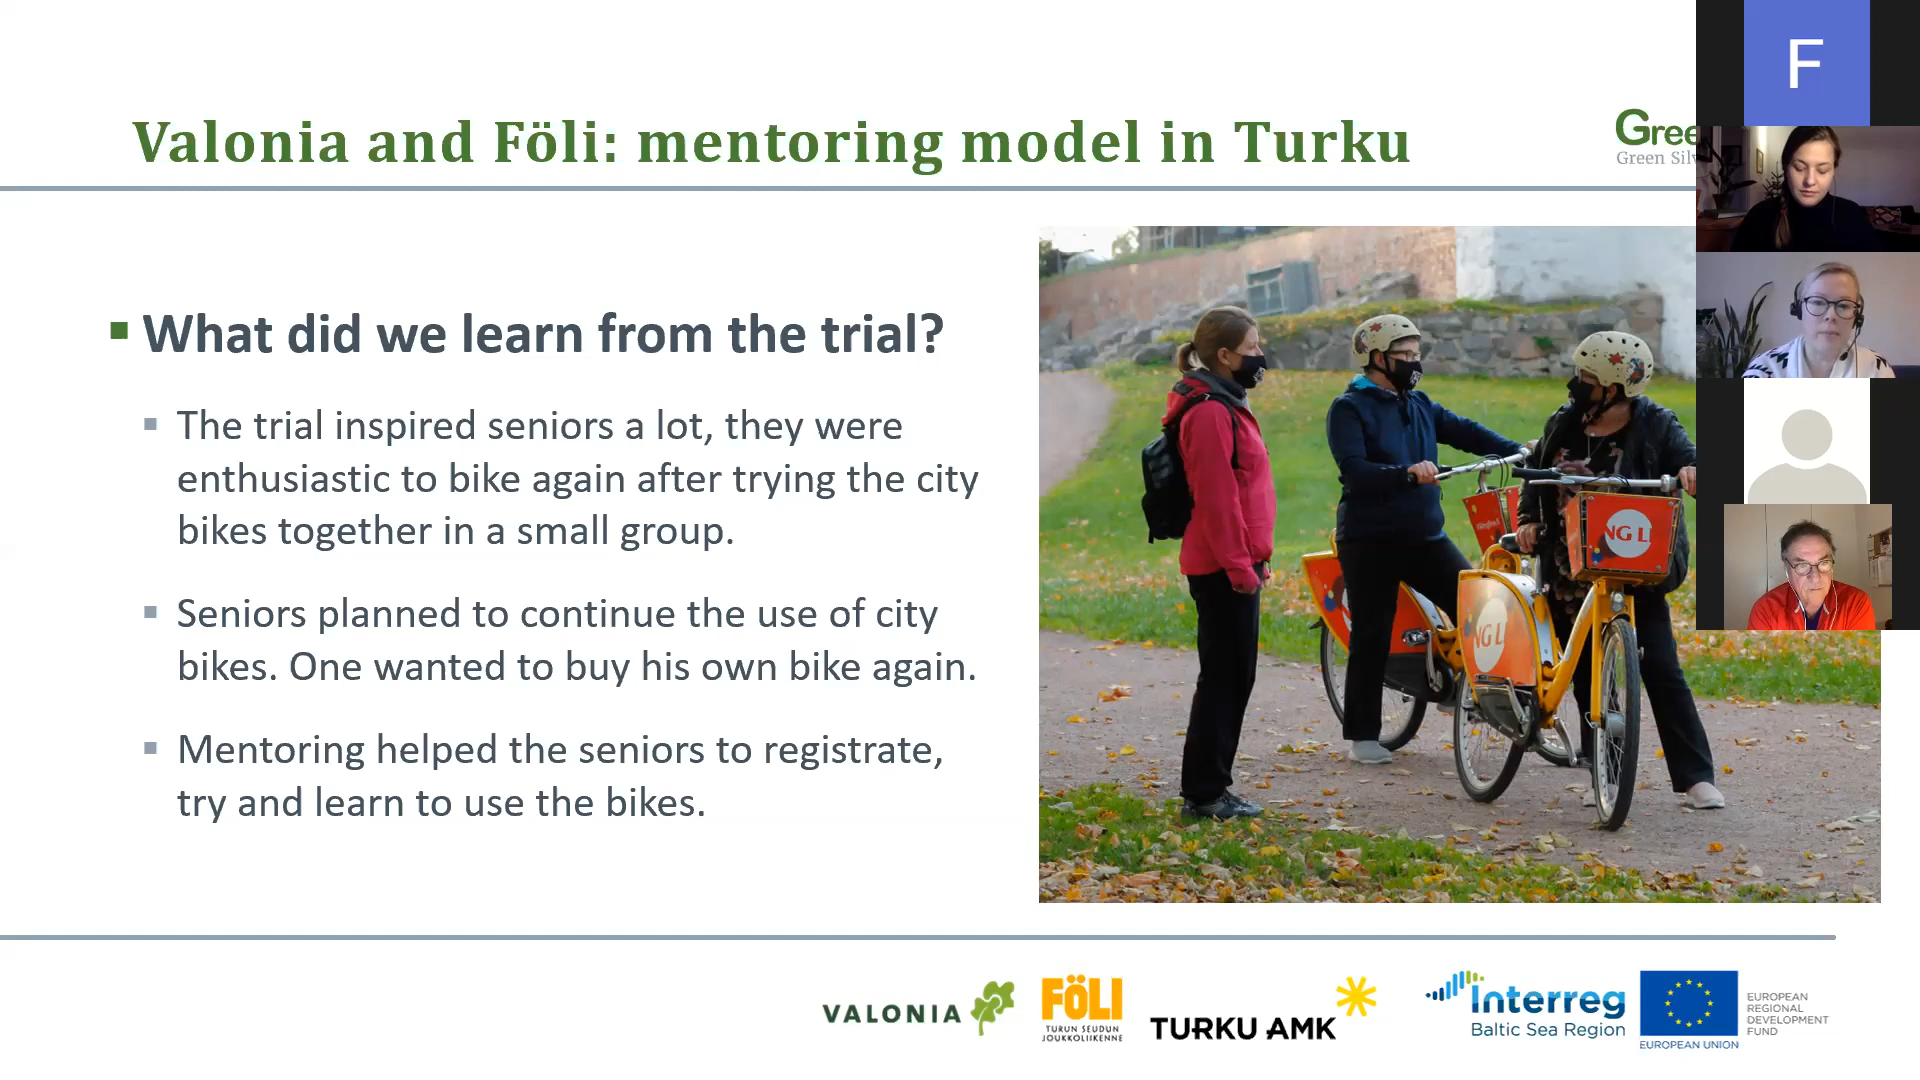 F
Valonia and Föli: mentoring model in Turku
Gree
Green Silv
What did we learn from the trial?
The trial inspired seniors a lot, they were
enthusiastic to bike again after trying the city
bikes together in a small group.
Seniors planned to continue the use of city
bikes. One wanted to buy his own bike again.
Mentoring helped the seniors to registrate,
try and learn to use the bikes.
NG L
NG L
VALONIA
FÖLI
TURUN SEUDUN
JOUKKOLIIKENNE
TURKU AMK
Interreg
Baltic Sea Region
EUROPEAN UNION
EUROPEAN
REGIONAL
DEVELOPMENT
FUND